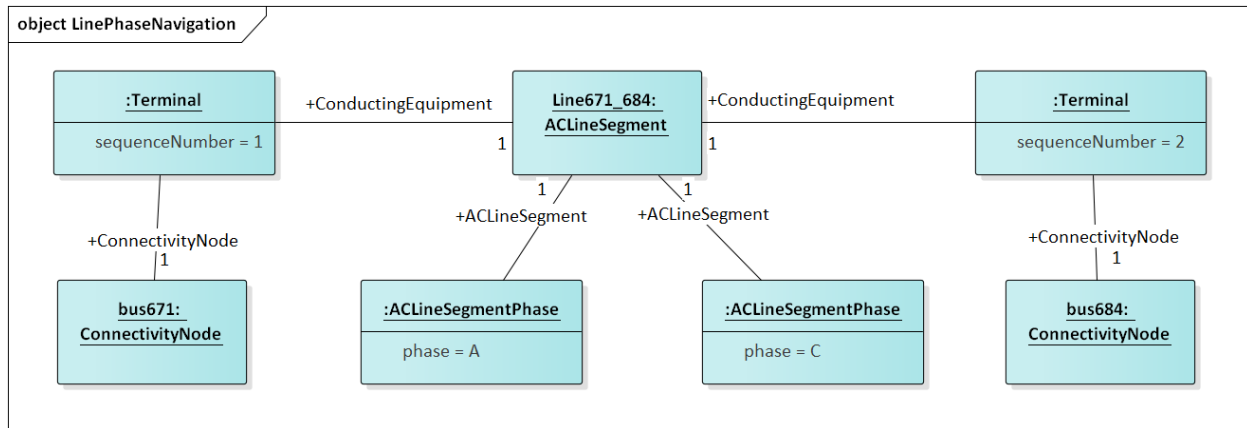 object LinePhaseNavigation
:Terminal
sequenceNumber = 1
+ConductingEquipment
1
Line671_684:
ACLineSegment
+ConductingEquipment
1
:Terminal
sequenceNumber = 2
1
+ACLineSegment
1
+ACLineSegment
+ConnectivityNode
1
+ConnectivityNode
1
bus671:
ConnectivityNode
:ACLineSegmentPhase
phase = A
:ACLineSegmentPhase
phase = C
bus684:
ConnectivityNode